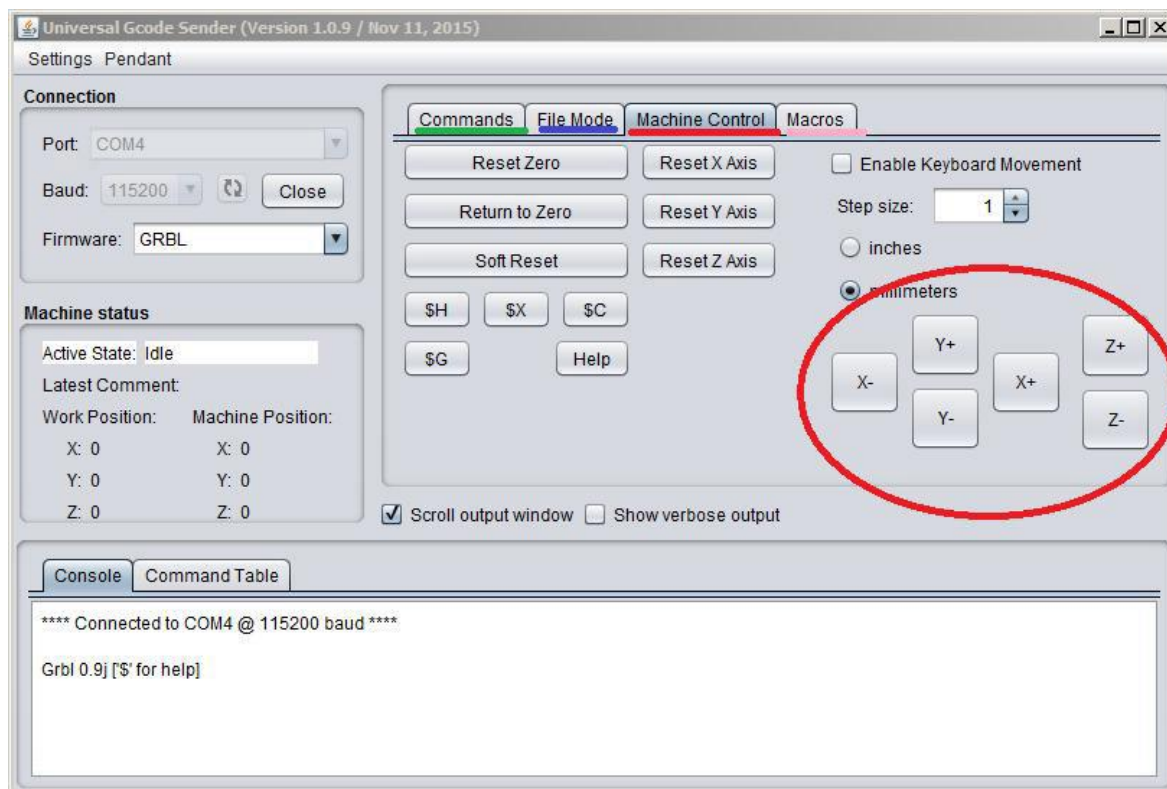 Universal Gcode Sender (Version 1.0.9 / Nov 11, 2015)
Settings Pendant
Connection
Port: COM4
Baud: 115200 Close
Firmware: GRBL
Machine status
Active State: Idle
Latest Comment:
Work Position: Machine Position:
X: 0 X: 0
Y: 0 Y: 0
Z: 0 Z: 0
Commands File Mode Machine Control Macros
Reset Zero Reset X Axis
Return to Zero Reset Y Axis
Soft Reset Reset Z Axis
$H $X $C
$G Help
Enable Keyboard Movement
Step size: 1
inches
millimeters
Y+ Z+
X- X+
Y- Z-
Scroll output window Show verbose output
Console Command Table
**** Connected to COM4 @ 115200 baud ****
Grbl 0.9j ['$' for help]